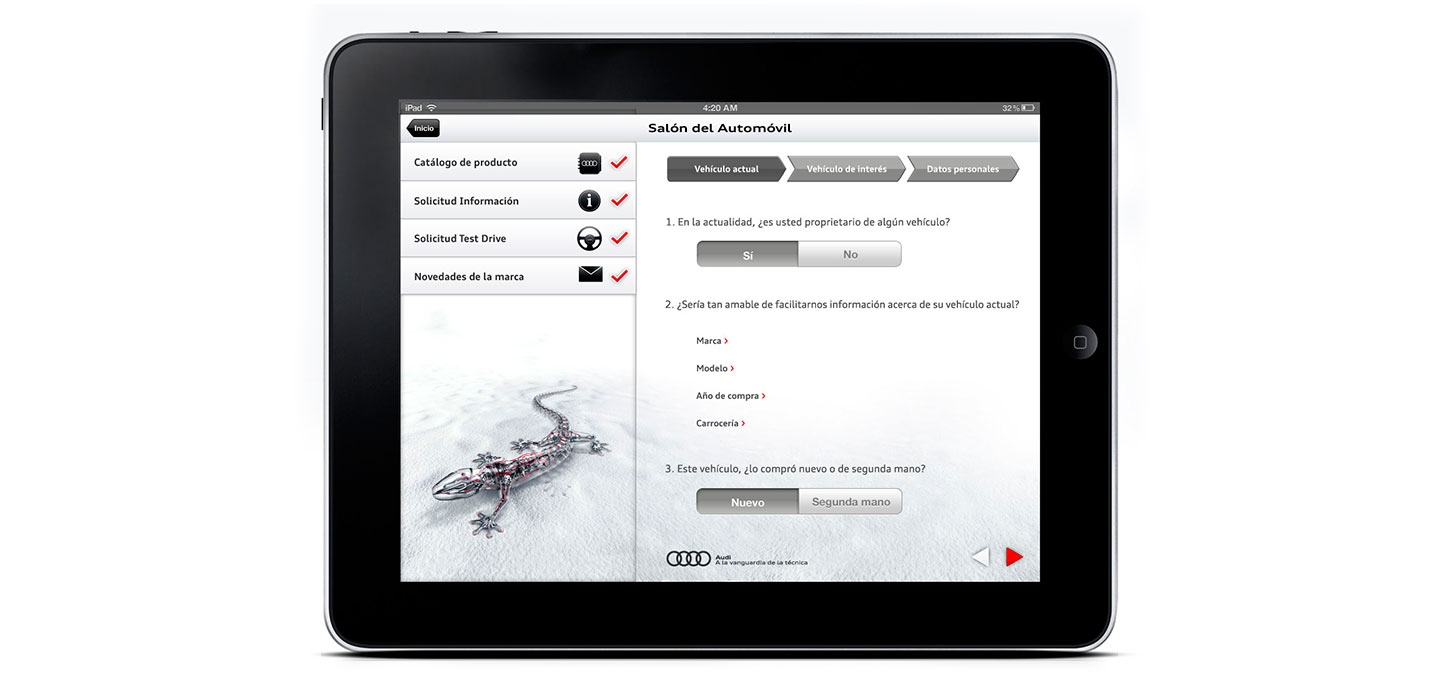 iPad
4:20 AM
32%
Inicio
Salón del Automóvil
Catálogo de producto
Solicitud Información
Solicitud Test Drive
Novedades de la marca
Vehículo actual
Vehículo de interés
Datos personales
1. En la actualidad, ¿es usted proprietario de algún vehículo?
Sí
No
2. ¿Sería tan amable de facilitarnos información acerca de su vehículo actual?
Marca ›
Modelo ›
Año de compra ›
Carrocería ›
3. Este vehículo, ¿lo compró nuevo o de segunda mano?
Nuevo
Segunda mano
Audi
A la vanguardia de la técnica